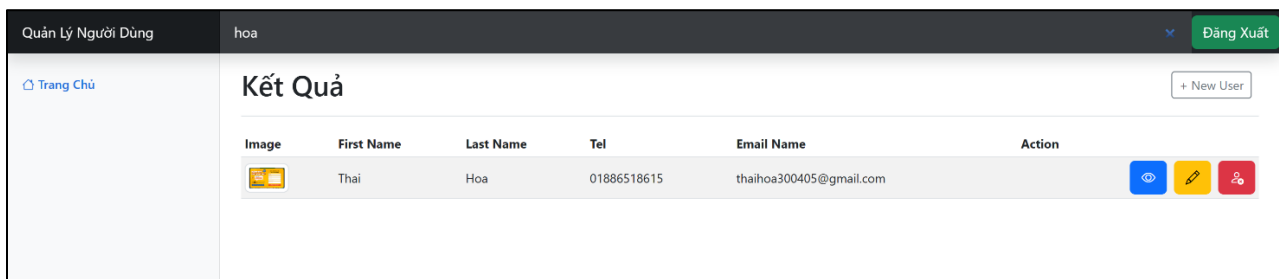 Quản Lý Người Dùng hoa Đăng Xuất
Trang Chủ
Kết Quả
+ New User
Image First Name Last Name Tel Email Name Action
Thai Hoa 01886518615 thaihoa300405@gmail.com